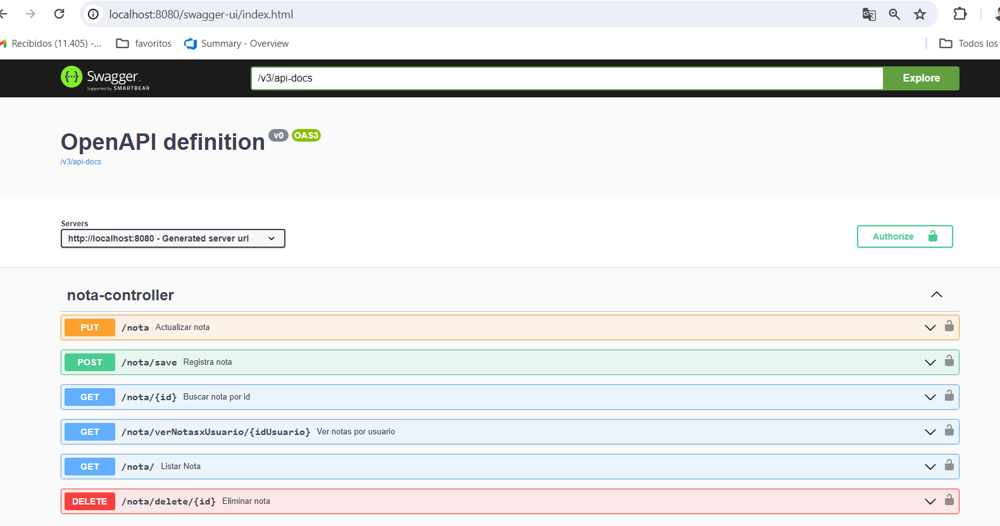 localhost:8080/swagger-ui/index.html
Recibidos (11.405) -... favoritos Summary - Overview Todos los
Swagger
Supported by SMARTBEAR
/v3/api-docs Explore
OpenAPI definition v0 OAS3
/v3/api-docs
Servers
http://localhost:8080 - Generated server url
Authorize
nota-controller
PUT /nota Actualizar nota
POST /nota/save Registra nota
GET /nota/{id} Buscar nota por id
GET /nota/verNotasxUsuario/{idUsuario} Ver notas por usuario
GET /nota/ Listar Nota
DELETE /nota/delete/{id} Eliminar nota